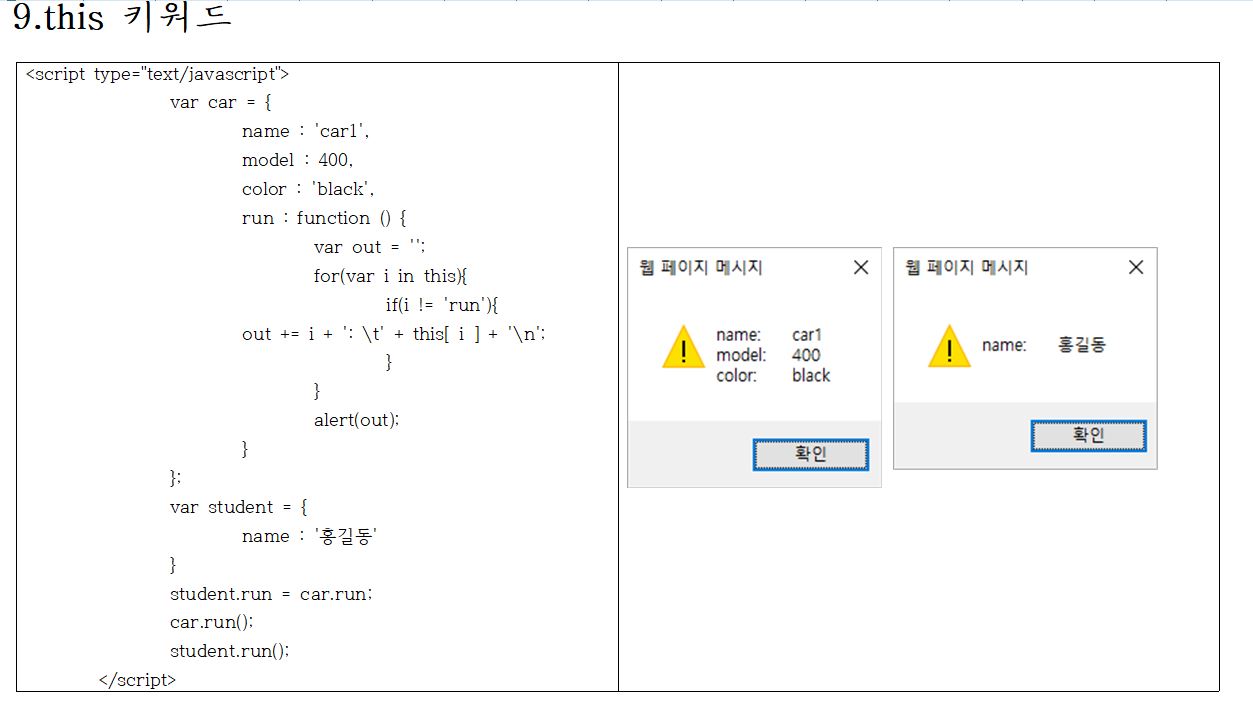 9.this 키워드
<script type="text/javascript">
var car = {
name : 'car1',
model : 400,
color : 'black',
run : function () {
var out = '';
for(var i in this){
if(i != 'run'){
out += i + ': \t' + this[ i ] + '\n';
}
}
alert(out);
}
};
var student = {
name : '홍길동'
}
student.run = car.run;
car.run();
student.run();
</script>
웹 페이지 메시지
name: car1
model: 400
color: black
확인
웹 페이지 메시지
name: 홍길동
확인